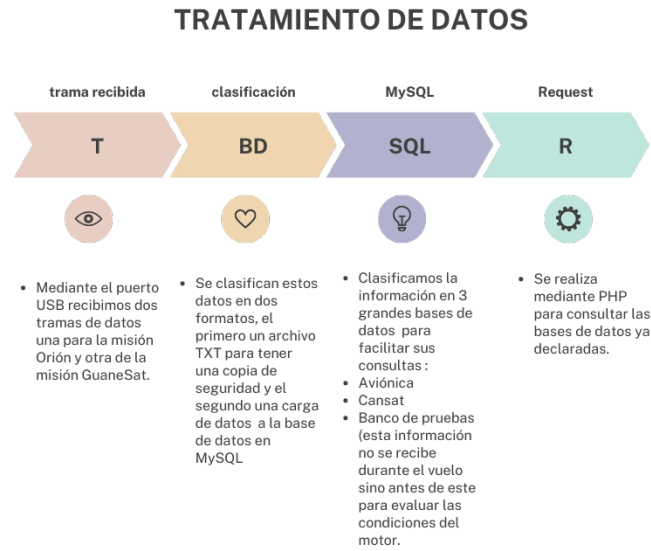 TRATAMIENTO DE DATOS
trama recibida
clasificación
MySQL
Request
T
BD
SQL
R
• Mediante el puerto
USB recibimos dos
tramas de datos
una para la misión
Orión y otra de la
misión GuaneSat.
• Se clasifican estos
datos en dos
formatos, el
primero un archivo
TXT para tener
una copia de
seguridad y el
segundo una carga
de datos a la base
de datos en
MySQL
• Clasificamos la
información en 3
grandes bases de
datos para
facilitar sus
consultas :
• Aviónica
• Cansat
• Banco de pruebas
(esta información
no se recibe
durante el vuelo
sino antes de este
para evaluar las
condiciones del
motor.
• Se realiza
mediante PHP
para consultar las
bases de datos ya
declaradas.